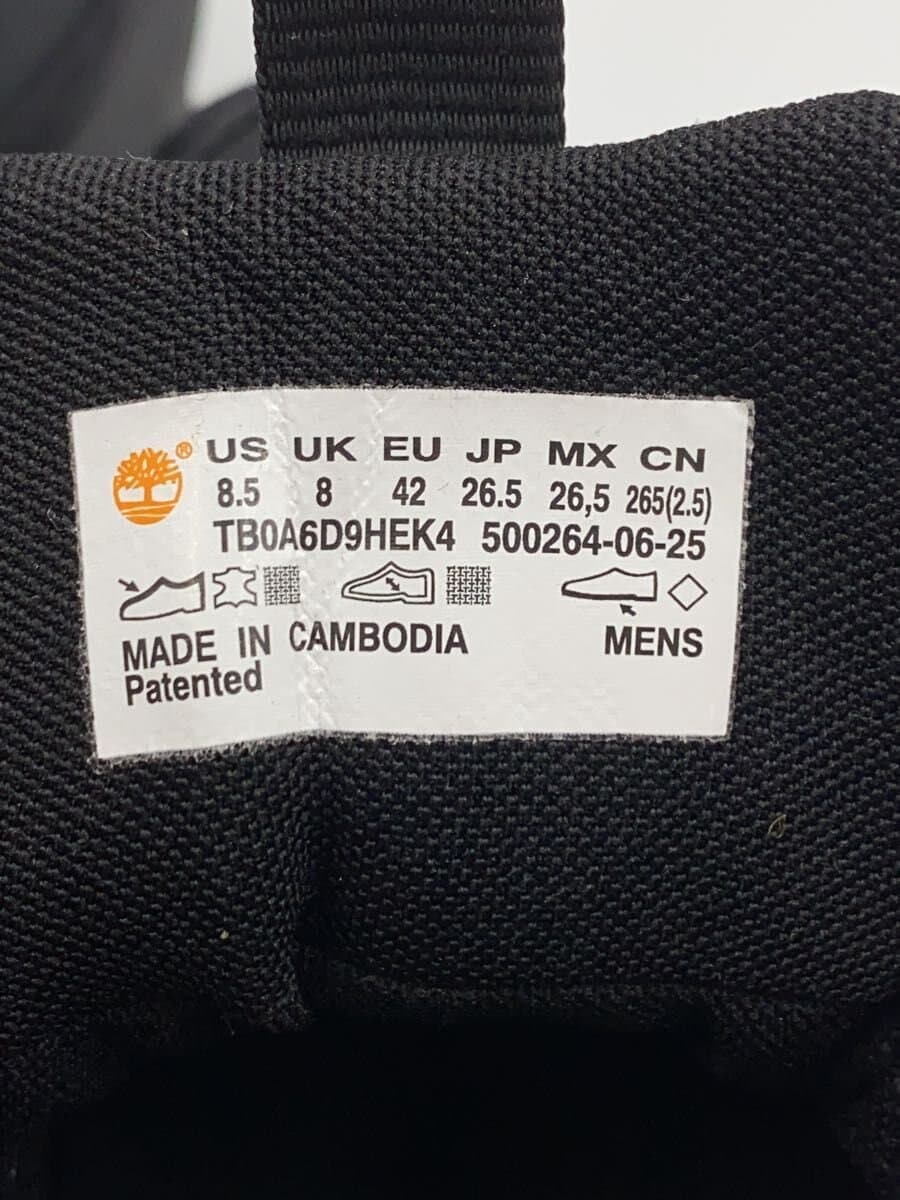 ® US UK EU JP MX CN
8.5 8 42 26.5 26,5 265(2.5)
TB0A6D9HEK4 500264-06-25
MADE IN CAMBODIA MENS
Patented